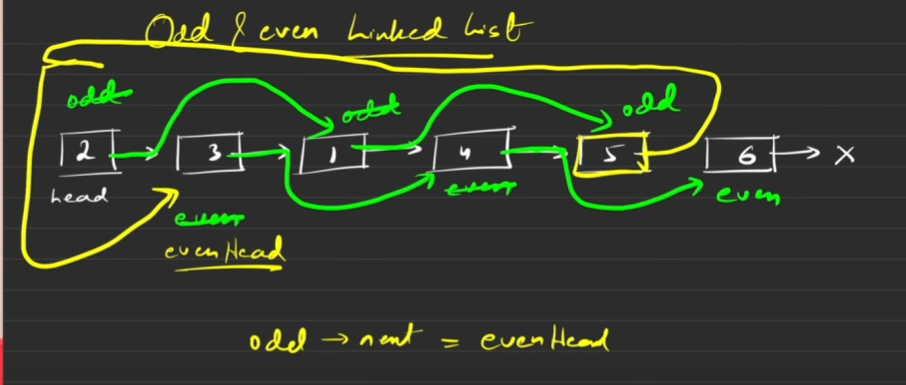 Odd & even Linked List
odd odd odd
2 3 1 4 5 6 X
head even even even
evenHead
odd → next = evenHead